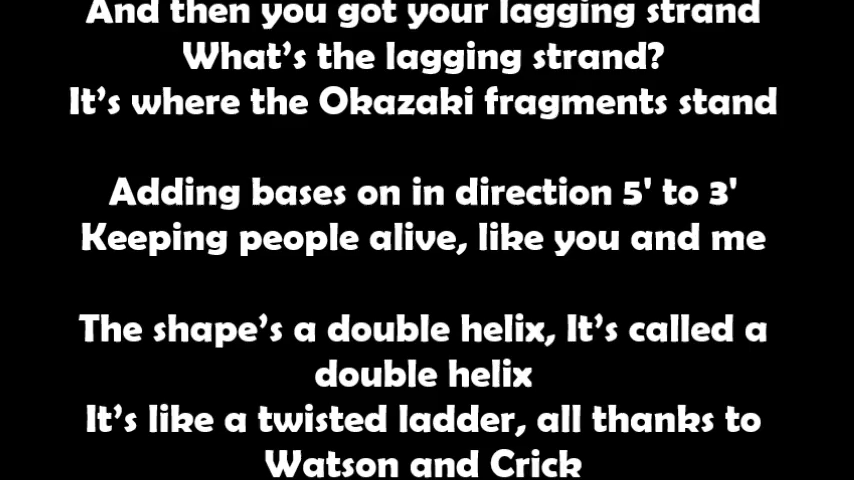 And then you got your lagging strand
What's the lagging strand?
It's where the Okazaki fragments stand
Adding bases on in direction 5' to 3'
Keeping people alive, like you and me
The shape's a double helix, It's called a
double helix
It's like a twisted ladder, all thanks to
Watson and Crick